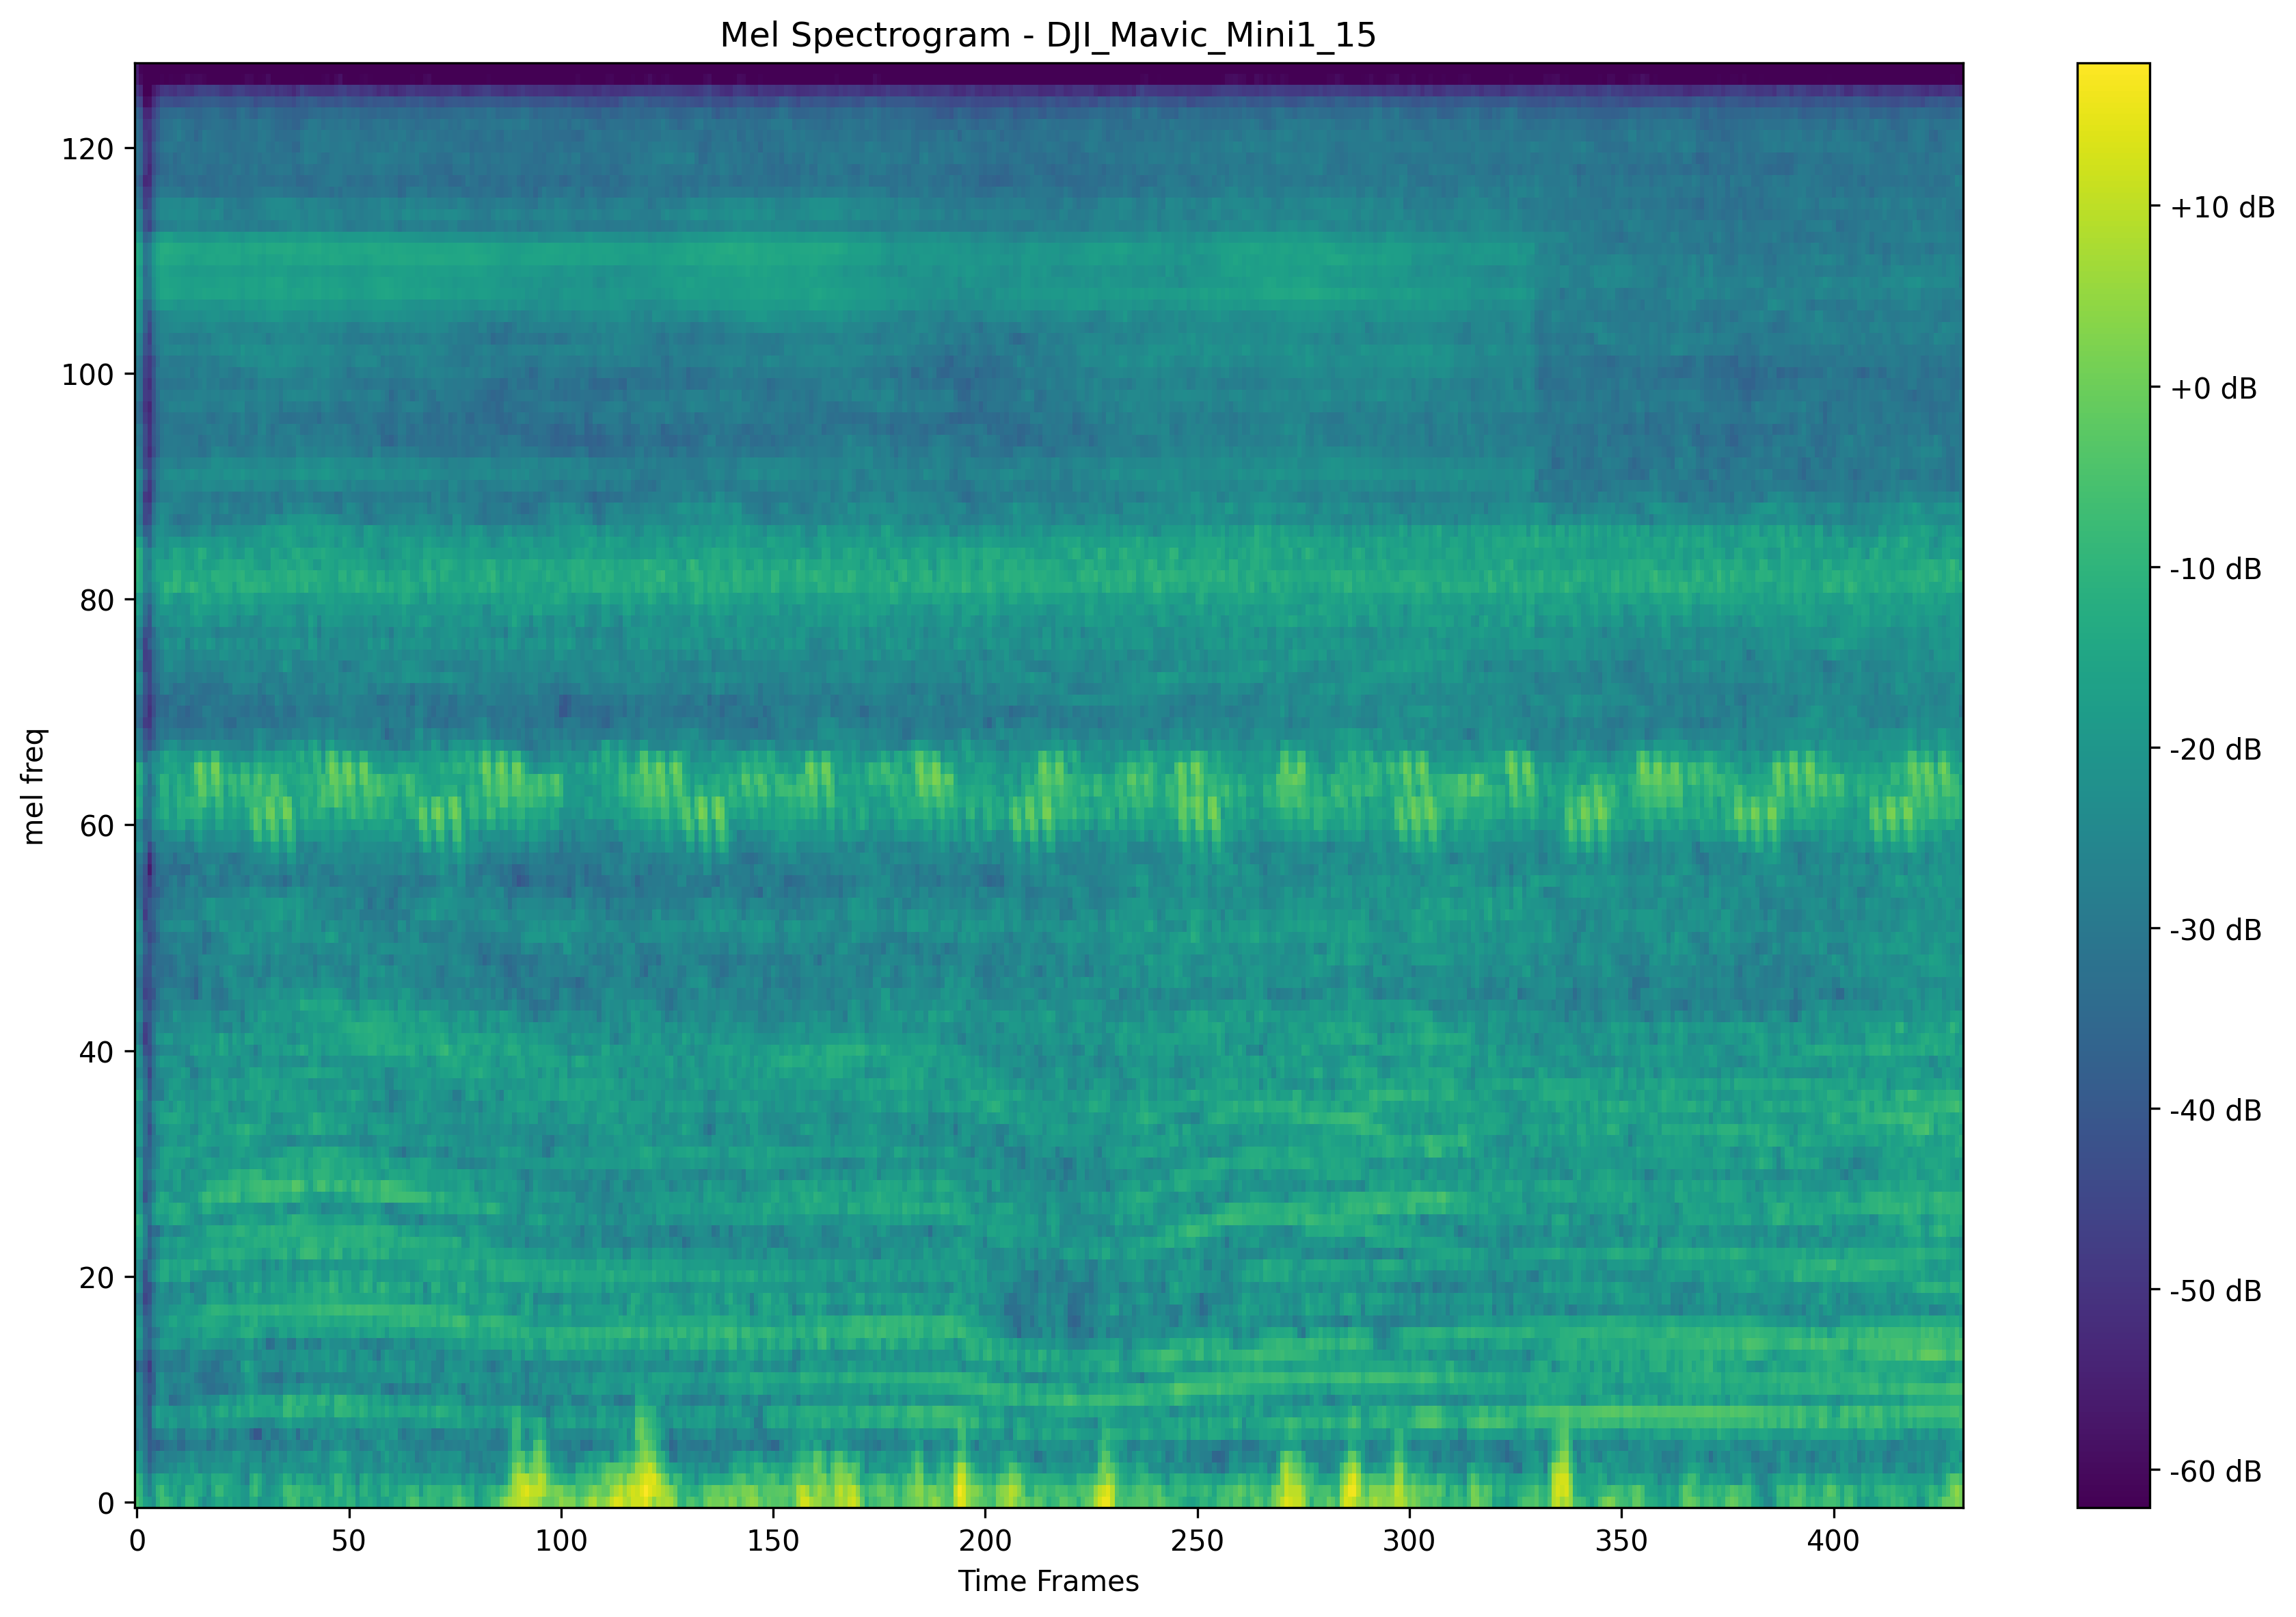 Mel Spectrogram - DJI_Mavic_Mini1_15
mel freq
120
100
80
60
40
20
0
0 50 100 150 200 250 300 350 400
Time Frames
+10 dB
+0 dB
-10 dB
-20 dB
-30 dB
-40 dB
-50 dB
-60 dB